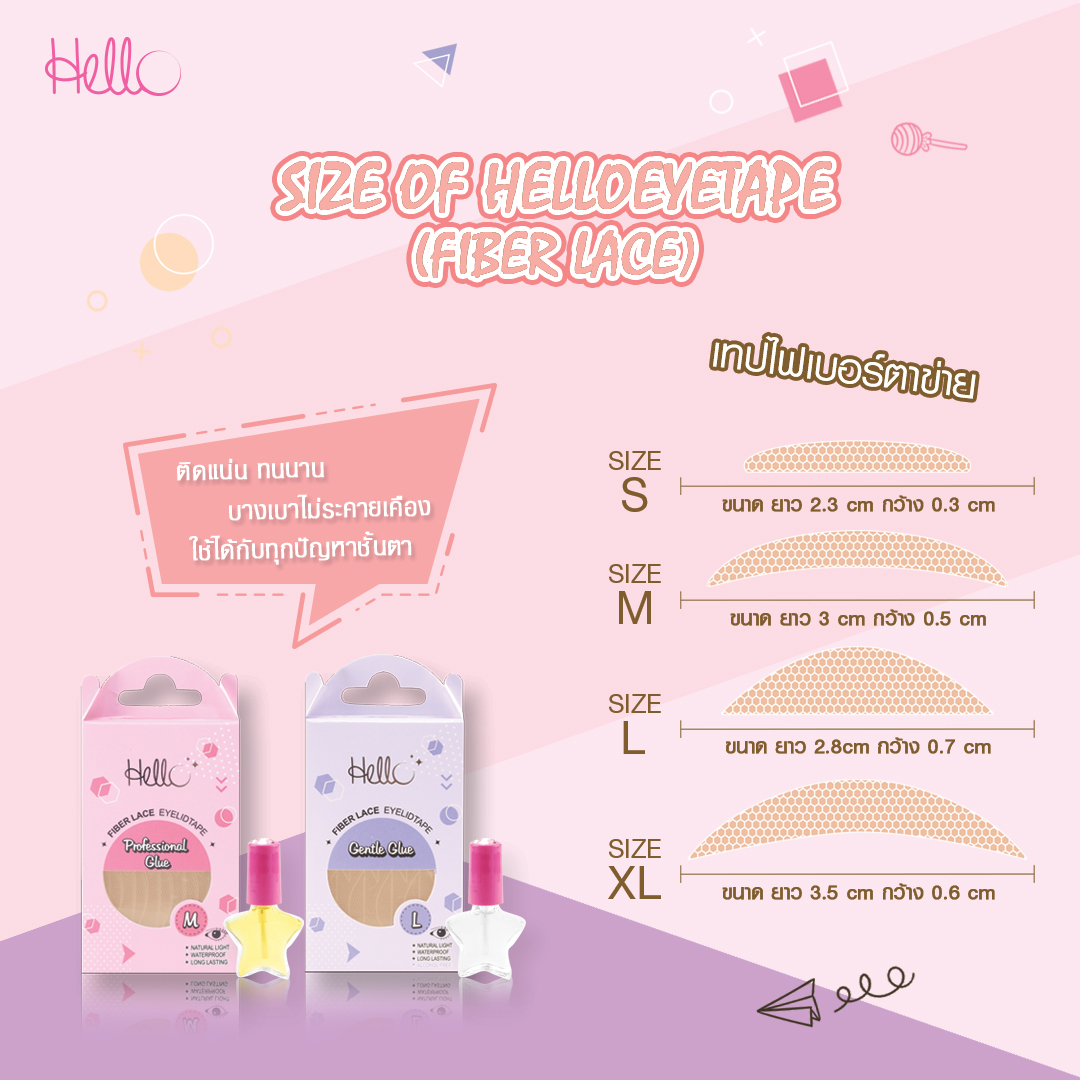 Hello
SIZE OF HELLOEYETAPE
(FIBER LACE)
เทปไฟเบอร์ตาข่าย
ติดแน่น ทนนาน
บางเบาไม่ระคายเคือง
ใช้ได้กับทุกปัญหาชั้นตา
SIZE
S
ขนาด ยาว 2.3 cm กว้าง 0.3 cm
SIZE
M
ขนาด ยาว 3 cm กว้าง 0.5 cm
SIZE
L
ขนาด ยาว 2.8cm กว้าง 0.7 cm
SIZE
XL
ขนาด ยาว 3.5 cm กว้าง 0.6 cm
Hello
FIBER LACE EYELIDTAPE
Professional
Glue
M
• NATURAL LIGHT
• WATERPROOF
• LONG LASTING
Hello
FIBER LACE EYELIDTAPE
Gentle Glue
L
• NATURAL LIGHT
• WATERPROOF
• LONG LASTING
• ALCOHOL FREE